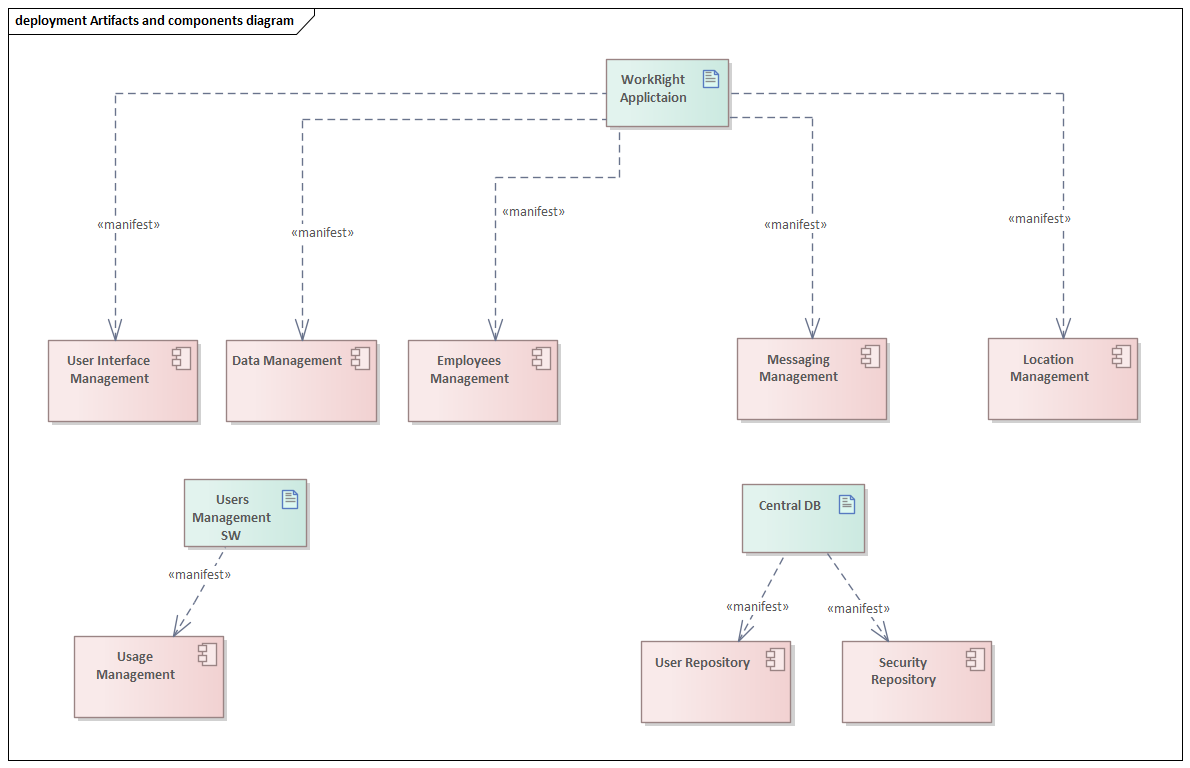 deployment Artifacts and components diagram
WorkRight
Applictaion
«manifest»
«manifest»
«manifest»
«manifest»
«manifest»
User Interface
Management
Data Management
Employees
Management
Messaging
Management
Location
Management
Users
Management
SW
Central DB
«manifest»
«manifest»
«manifest»
Usage
Management
User Repository
Security
Repository